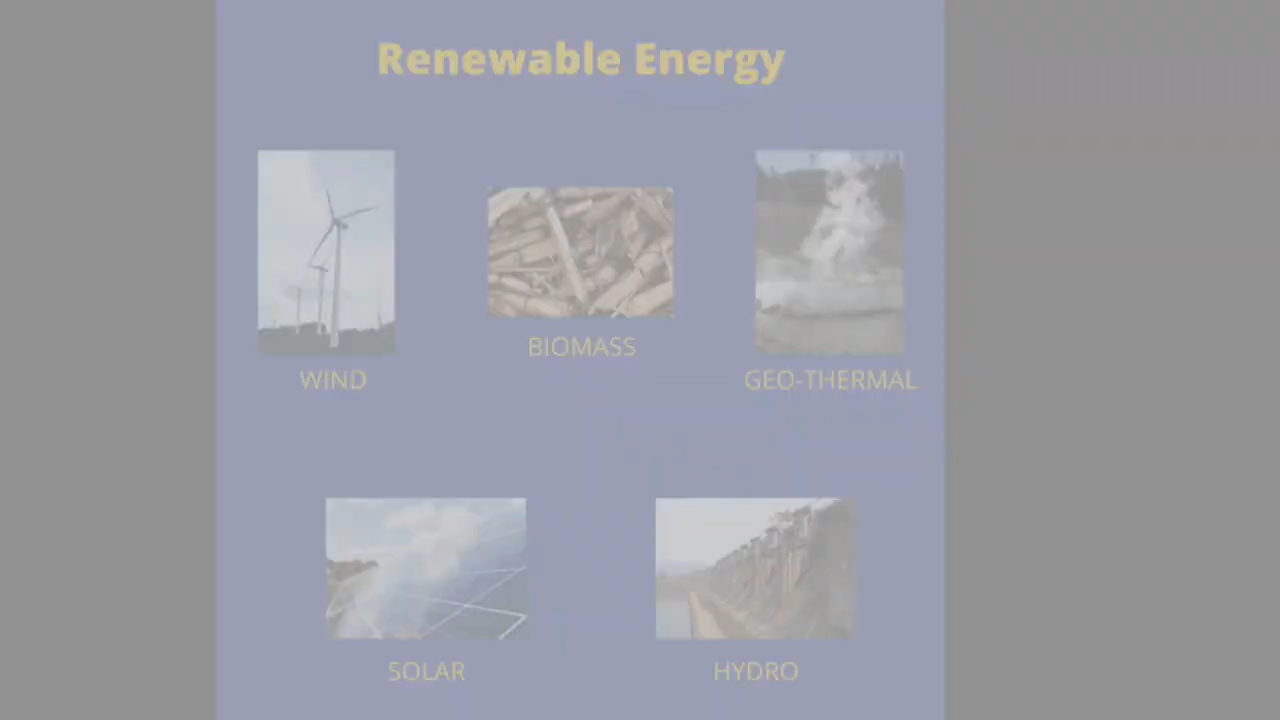 Renewable Energy
BIOMASS
WIND
GEO-THERMAL
SOLAR
HYDRO